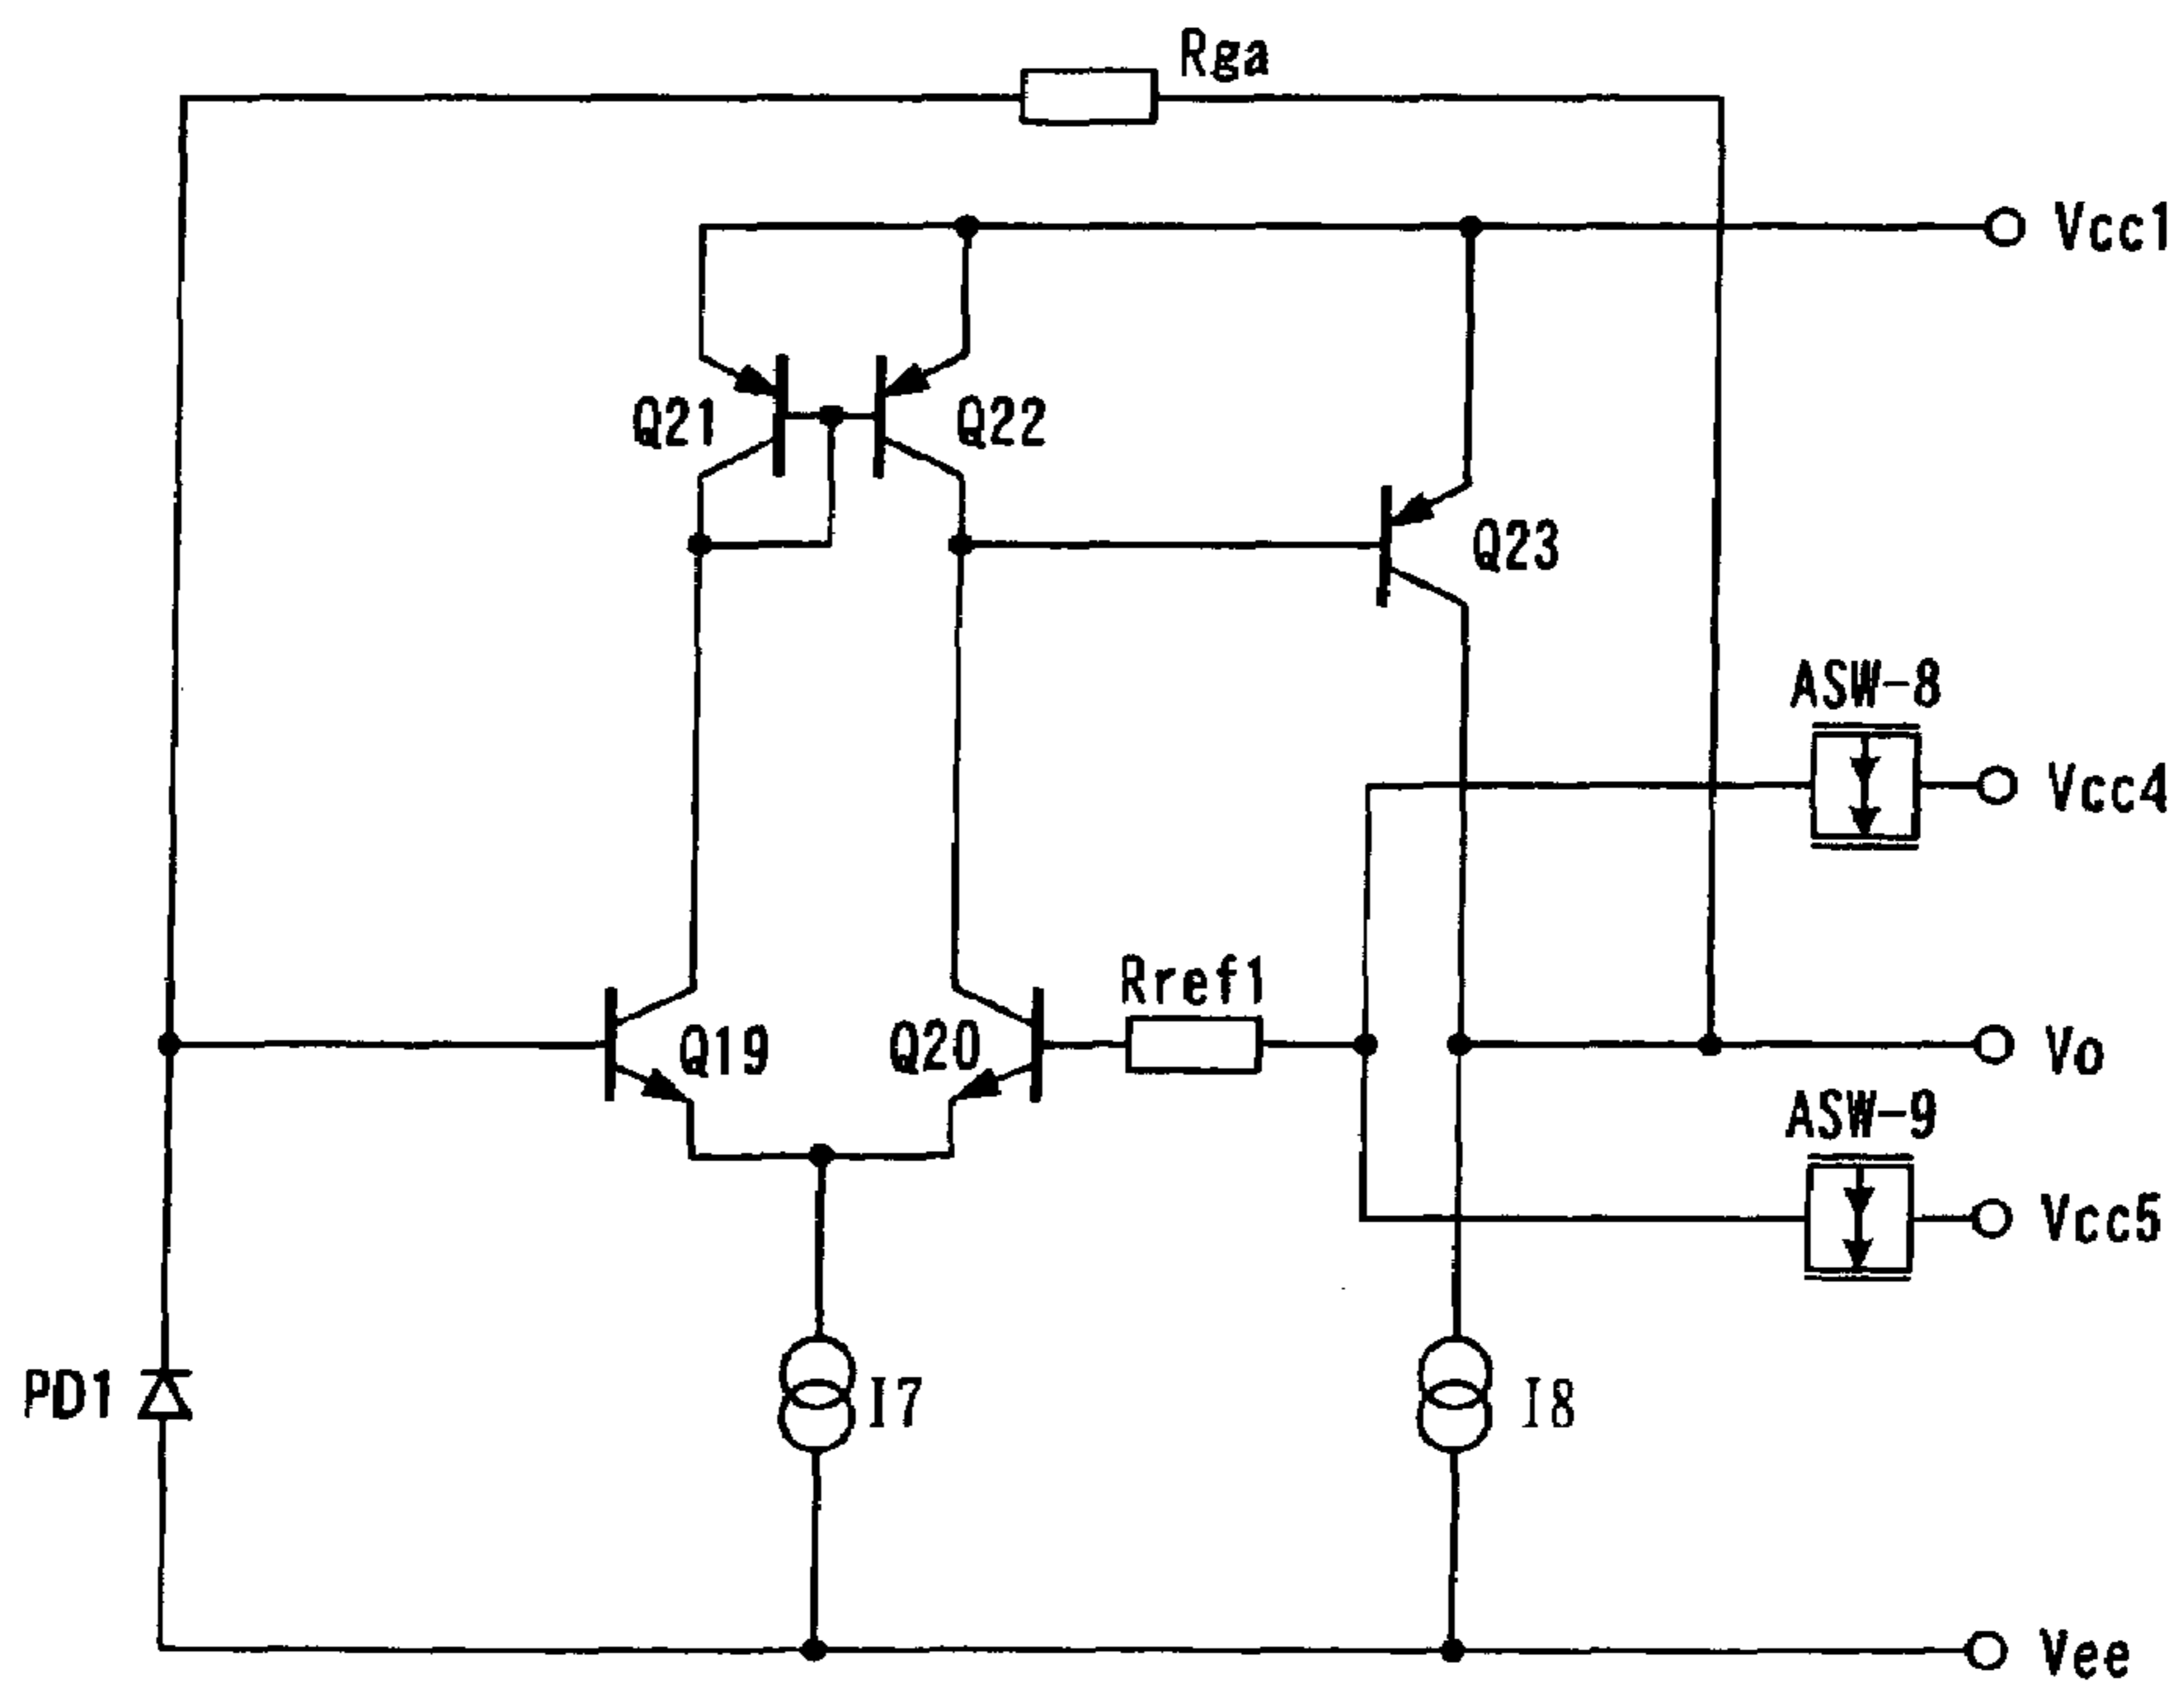 Rga
Vcc1
Q21
Q22
Q23
ASW-8
Vcc4
Rref1
Q19
Q20
Vo
ASW-9
Vcc5
PD1
I7
I8
Vee